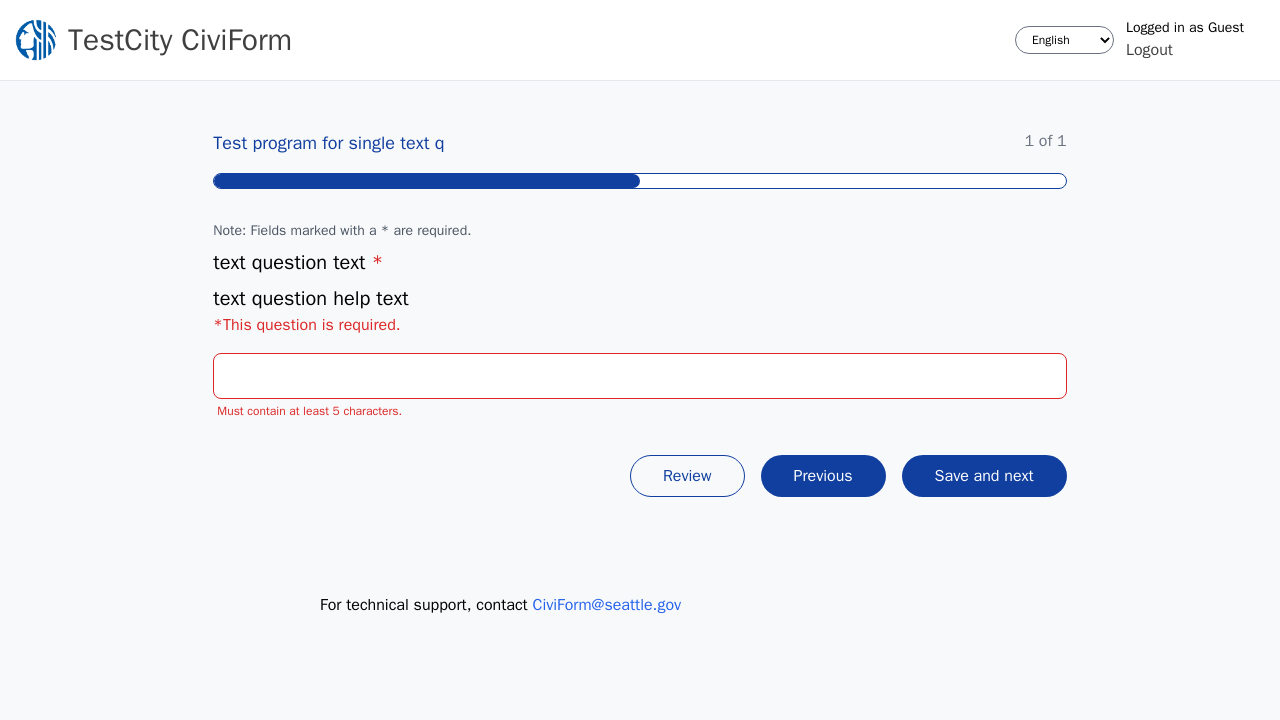 TestCity CiviForm
English
Logged in as Guest
Logout
Test program for single text q
1 of 1
Note: Fields marked with a * are required.
text question text *
text question help text
*This question is required.
Must contain at least 5 characters.
Review
Previous
Save and next
For technical support, contact CiviForm@seattle.gov